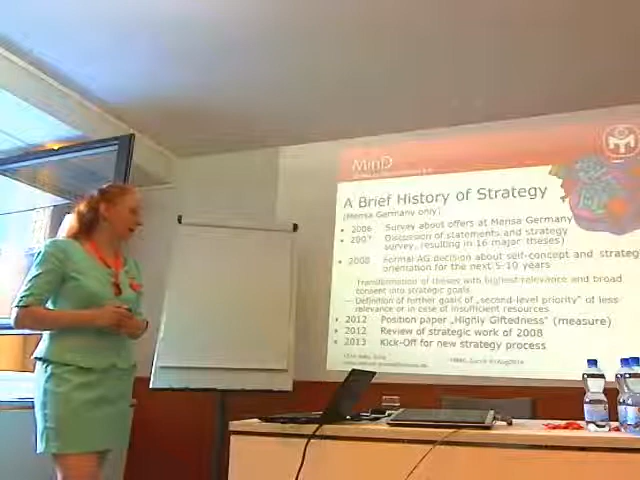 MinD
A Brief History of Strategy
(Mensa Germany only)
• 2006 Survey about offers at Mensa Germany
• 2007 Discussion of statements and strategy
survey, resulting in 16 major theses)
• 2008 Formal AG decision about self-concept and strateg
orientation for the next 5-10 years
Transformation of theses with highest relevance and broad
consent into strategic goals
— Definition of further goals of „second-level priority" of less
relevance or in case of insufficient resources
• 2012 Position paper „Highly Giftedness" (measure)
• 2012 Review of strategic work of 2008
• 2013 Kick-Off for new strategy process